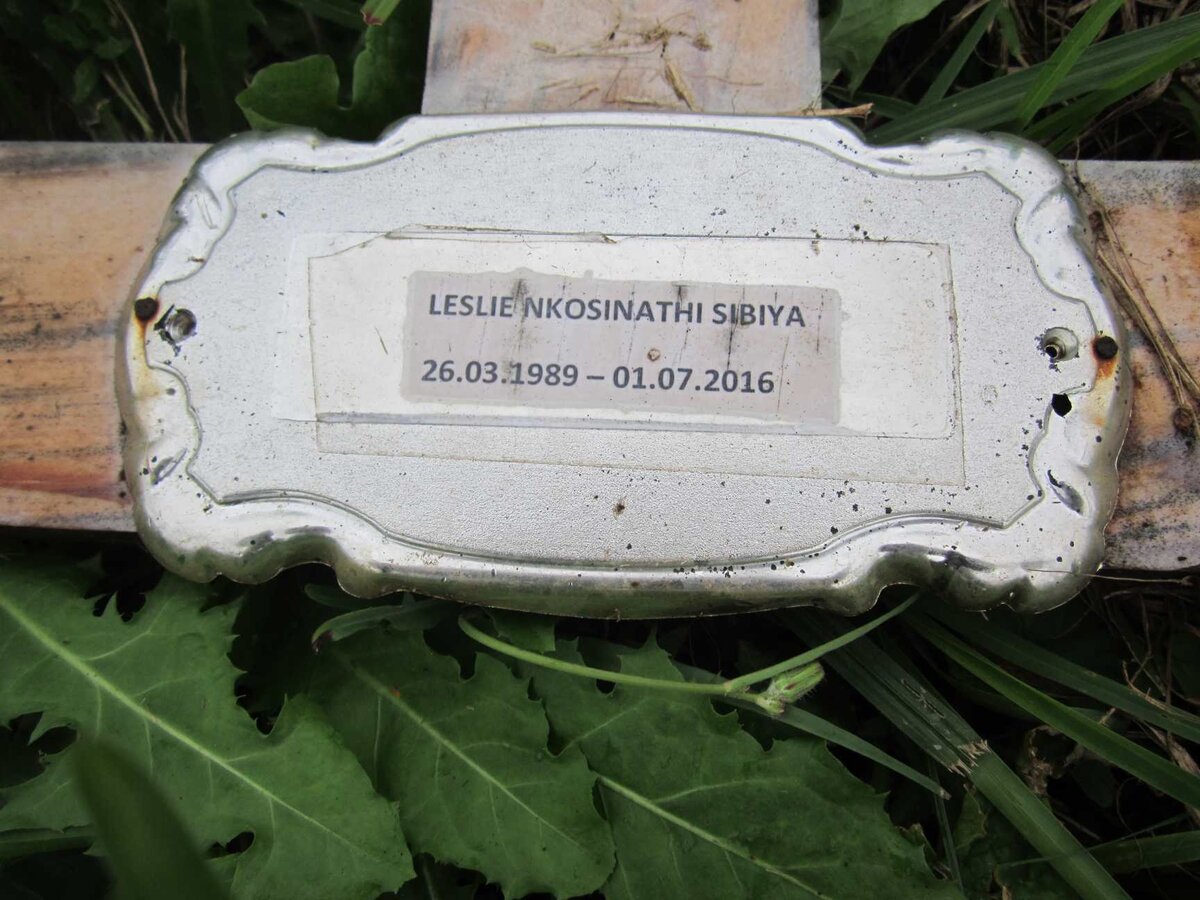 LESLIE NKOSINATHI SIBIYA
26.03.1989 – 01.07.2016